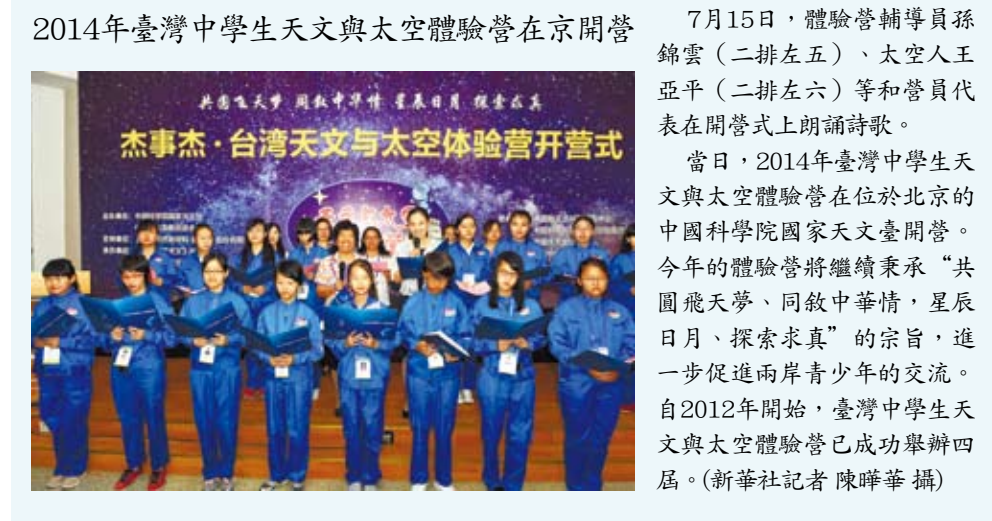 2014年臺灣中學生天文與太空體驗營在京開營
共圆飞天梦 同叙中华情 星辰日月 探索求真
杰事杰·台湾天文与太空体验营开营式
7月15日，體驗營輔導員孫
錦雲（二排左五）、太空人王
亞平（二排左六）等和營員代
表在開營式上朗誦詩歌。
當日，2014年臺灣中學生天
文與太空體驗營在位於北京的
中國科學院國家天文臺開營。
今年的體驗營將繼續秉承“共
圓飛天夢、同敘中華情，星辰
日月、探索求真”的宗旨，進
一步促進兩岸青少年的交流。
自2012年開始，臺灣中學生天
文與太空體驗營已成功舉辦四
屆。(新華社記者 陳曄華 攝)